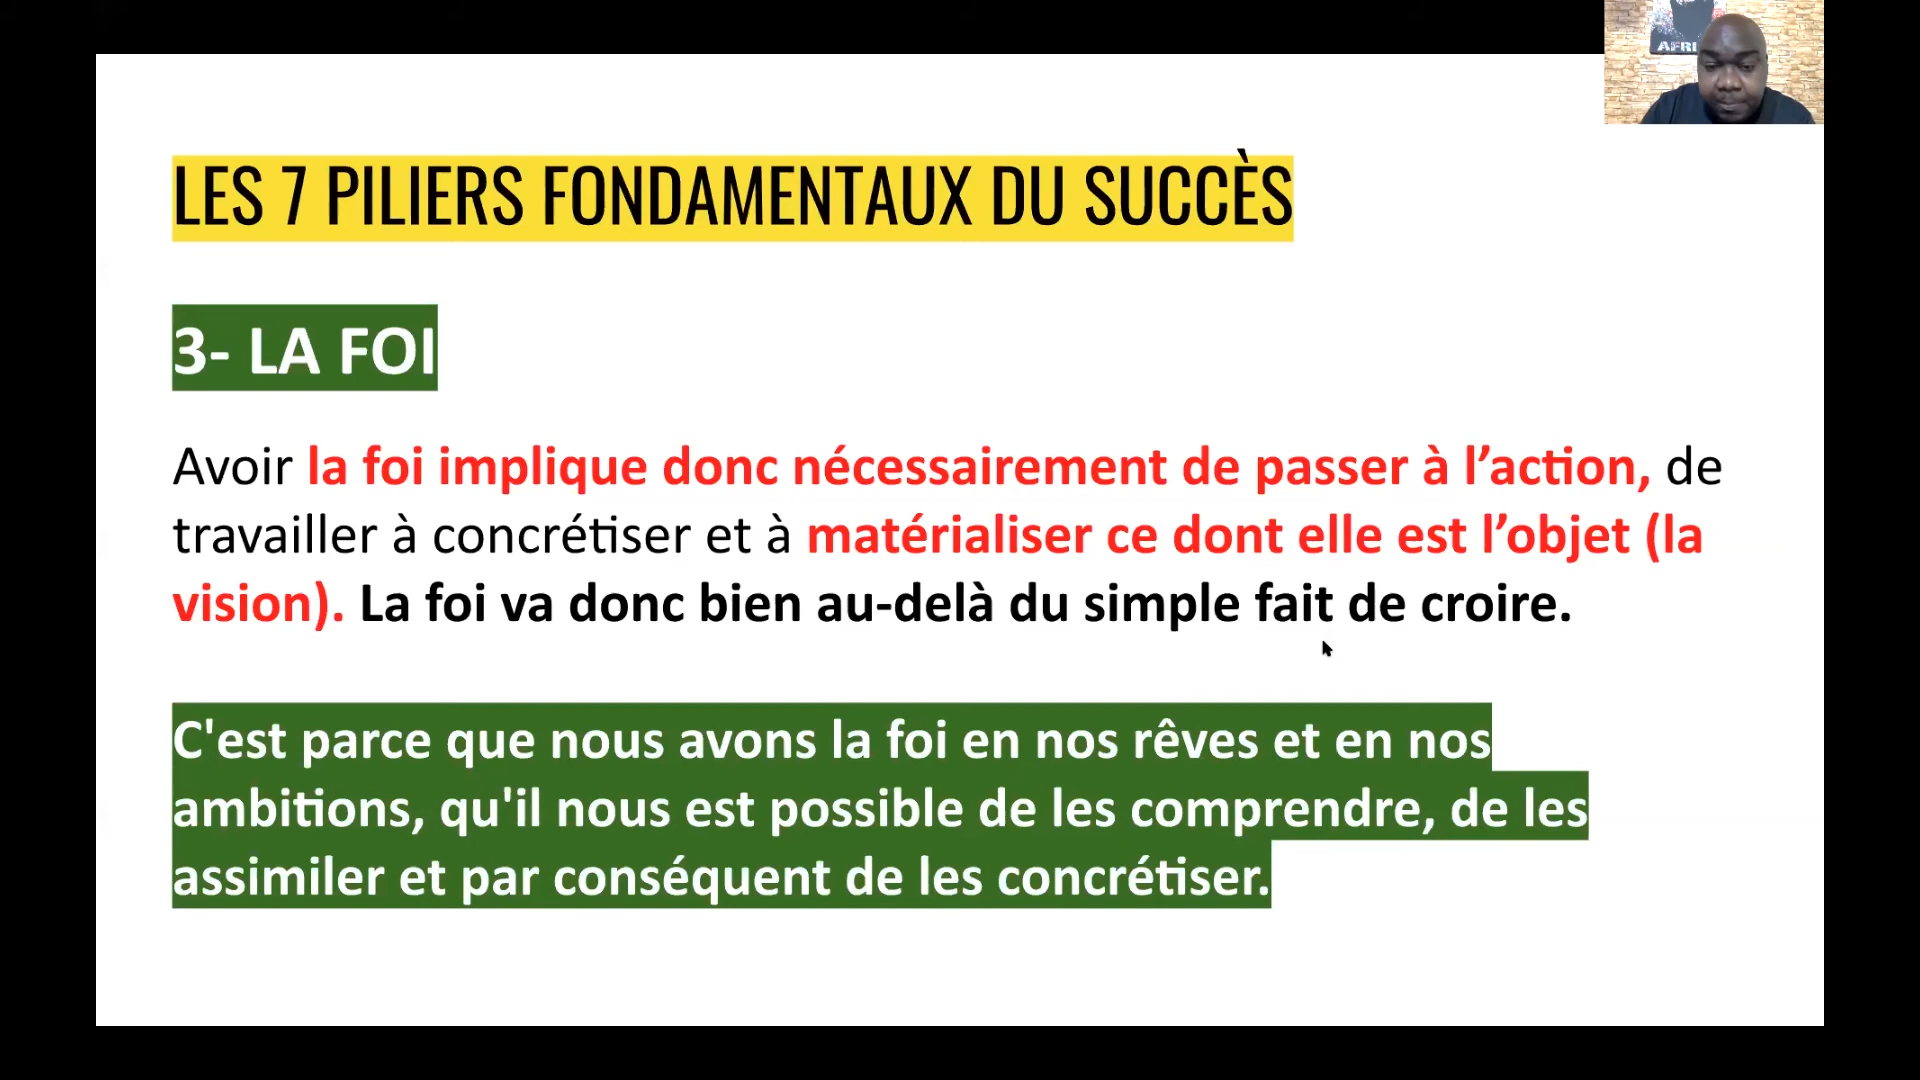 AFRI
LES 7 PILIERS FONDAMENTAUX DU SUCCÈS
3- LA FOI
Avoir la foi implique donc nécessairement de passer à l’action, de
travailler à concrétiser et à matérialiser ce dont elle est l’objet (la
vision). La foi va donc bien au-delà du simple fait de croire.
C'est parce que nous avons la foi en nos rêves et en nos
ambitions, qu'il nous est possible de les comprendre, de les
assimiler et par conséquent de les concrétiser.